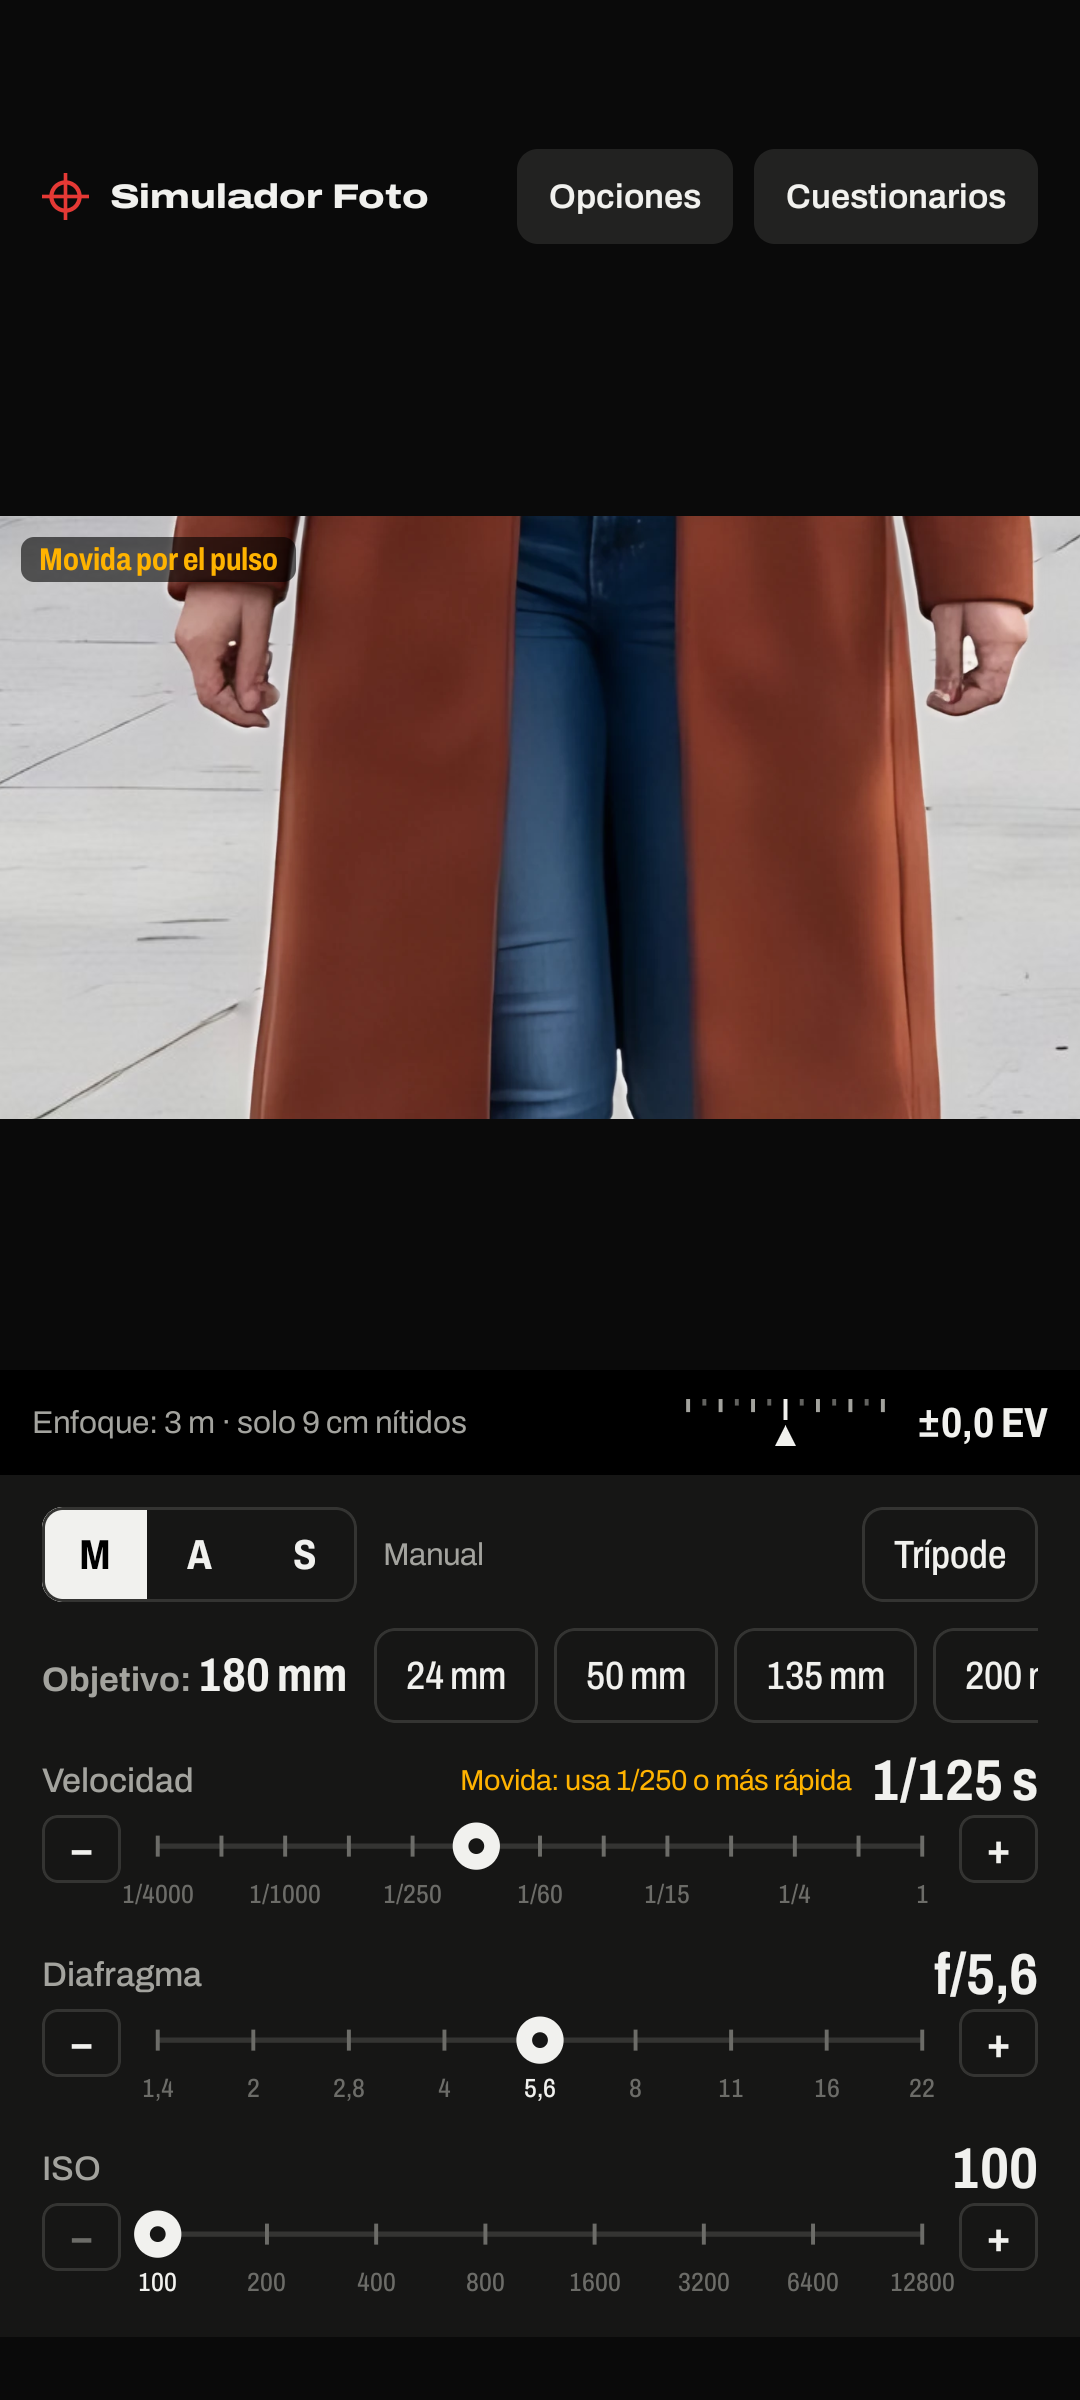 Simulador Foto
Opciones
Cuestionarios
Movida por el pulso
Enfoque: 3 m · solo 9 cm nítidos
±0,0 EV
M A S Manual
Trípode
Objetivo: 180 mm
24 mm
50 mm
135 mm
200
Velocidad
Movida: usa 1/250 o más rápida
1/125 s
−
+
1/4000 1/1000 1/250 1/60 1/15 1/4 1
Diafragma
f/5,6
−
+
1,4 2 2,8 4 5,6 8 11 16 22
ISO
100
−
+
100 200 400 800 1600 3200 6400 12800